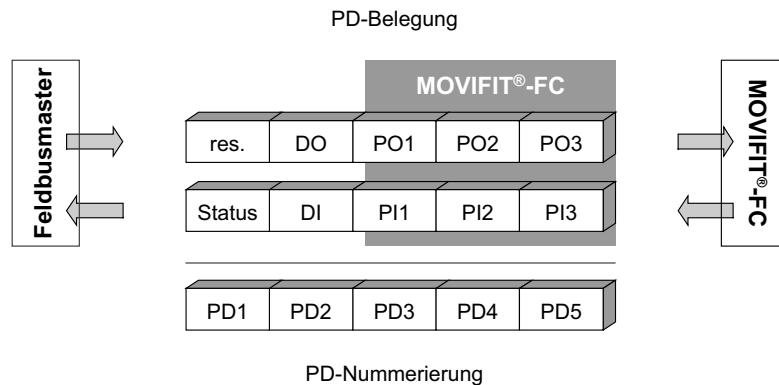 PD-Belegung
Feldbusmaster
MOVIFIT®-FC
MOVIFIT®-FC
res. DO PO1 PO2 PO3
Status DI PI1 PI2 PI3
PD1 PD2 PD3 PD4 PD5
PD-Nummerierung